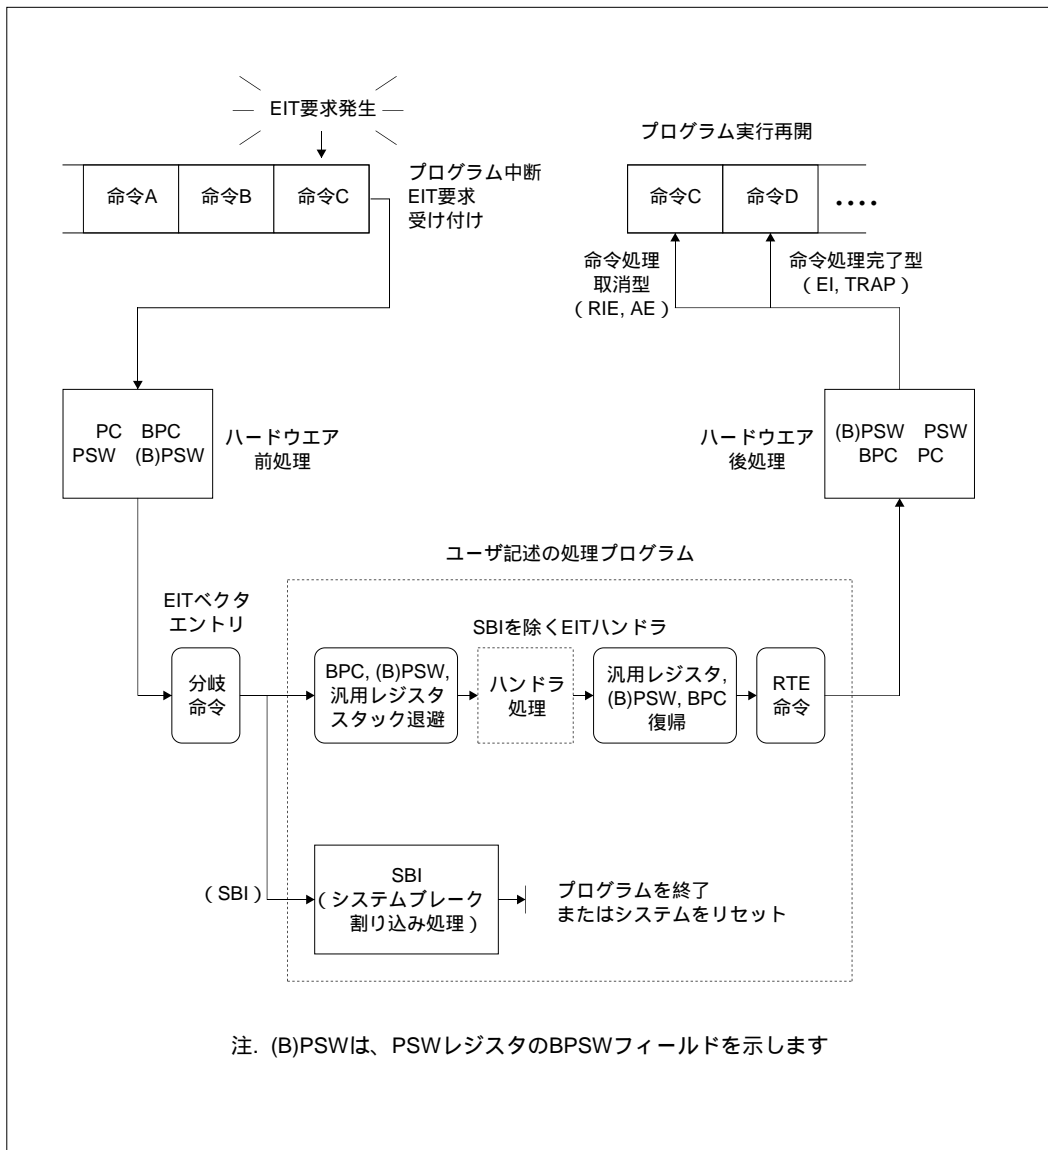 EIT要求発生
命令A
命令B
命令C
プログラム中断
EIT要求
受け付け
プログラム実行再開
命令C
命令D
....
命令処理
取消型
(RIE, AE)
命令処理完了型
(EI, TRAP)
PC BPC
PSW (B)PSW
ハードウエア
前処理
ハードウエア
後処理
(B)PSW PSW
BPC PC
ユーザ記述の処理プログラム
EITベクタ
エントリ
SBIを除くEITハンドラ
分岐
命令
BPC, (B)PSW,
汎用レジスタ
スタック退避
ハンドラ
処理
汎用レジスタ,
(B)PSW, BPC
復帰
RTE
命令
(SBI)
SBI
(システムブレーク
割り込み処理)
プログラムを終了
またはシステムをリセット
注. (B)PSWは、PSWレジスタのBPSWフィールドを示します